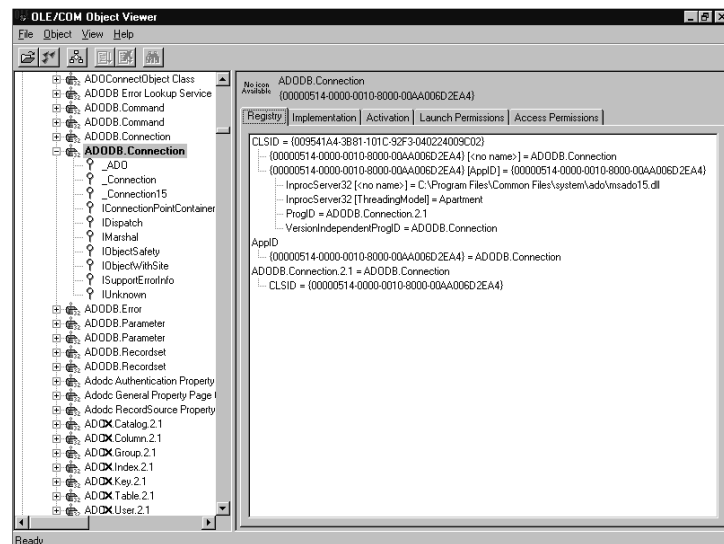 OLE/COM Object Viewer
File Object View Help
ADOConnectObject Class
ADODB Error Lookup Service
ADODB.Command
ADODB.Command
ADODB.Connection
ADODB.Connection
_ADO
_Connection
_Connection15
IConnectionPointContainer
IDispatch
IMarshal
IObjectSafety
IObjectWithSite
ISupportErrorInfo
IUnknown
ADODB.Error
ADODB.Parameter
ADODB.Parameter
ADODB.Recordset
ADODB.Recordset
Adodc Authentication Property
Adodc General Property Page
Adodc RecordSource Property
ADOX.Catalog.2.1
ADOX.Column.2.1
ADOX.Group.2.1
ADOX.Index.2.1
ADOX.Key.2.1
ADOX.Table.2.1
ADOX.User.2.1
No icon Available
ADODB.Connection
{00000514-0000-0010-8000-00AA006D2EA4}
Registry Implementation Activation Launch Permissions Access Permissions
CLSID = {009541A4-3B81-101C-92F3-040224009C02}
{00000514-0000-0010-8000-00AA006D2EA4} [<no name>] = ADODB.Connection
{00000514-0000-0010-8000-00AA006D2EA4} [AppID] = {00000514-0000-0010-8000-00AA006D2EA4}
InprocServer32 [<no name>] = C:\Program Files\Common Files\system\ado\msado15.dll
InprocServer32 [ThreadingModel] = Apartment
ProgID = ADODB.Connection.2.1
VersionIndependentProgID = ADODB.Connection
AppID
{00000514-0000-0010-8000-00AA006D2EA4} = ADODB.Connection
ADODB.Connection.2.1 = ADODB.Connection
CLSID = {00000514-0000-0010-8000-00AA006D2EA4}
Ready